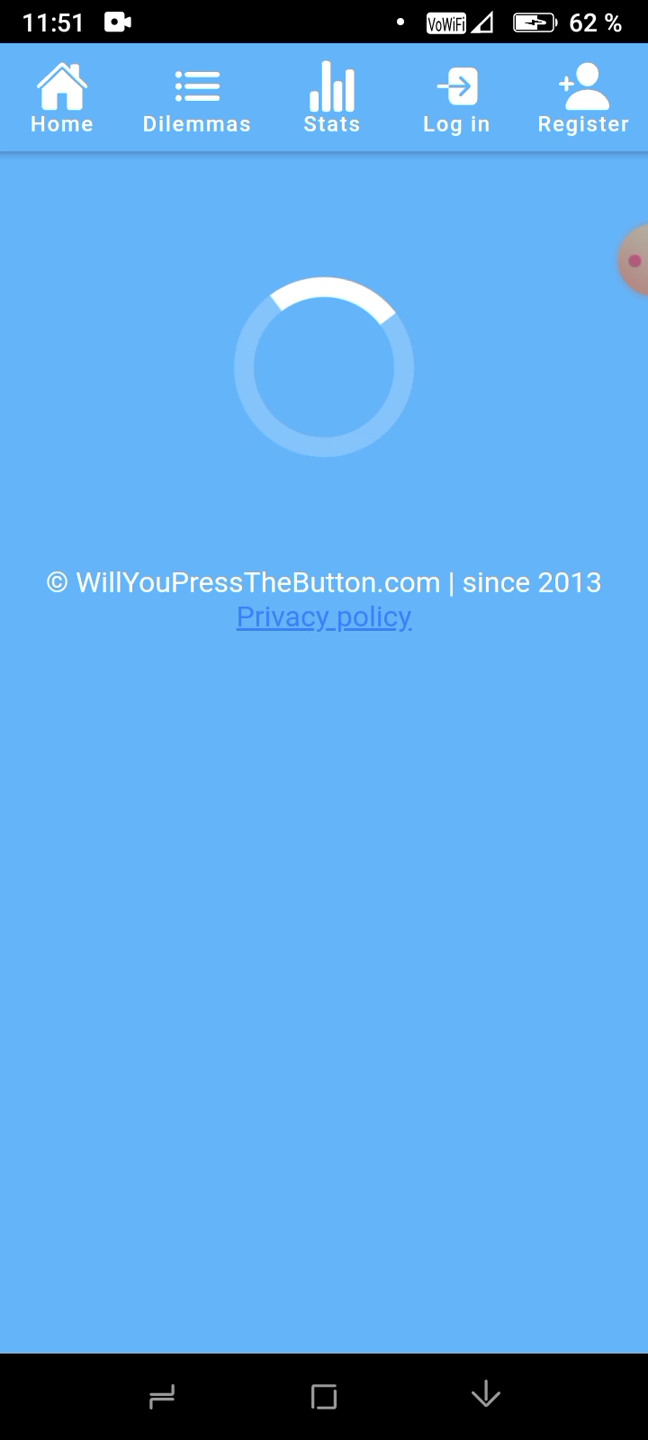 11:51 VoWiFi 62 %
Home Dilemmas Stats Log in Register
© WillYouPressTheButton.com | since 2013
Privacy policy